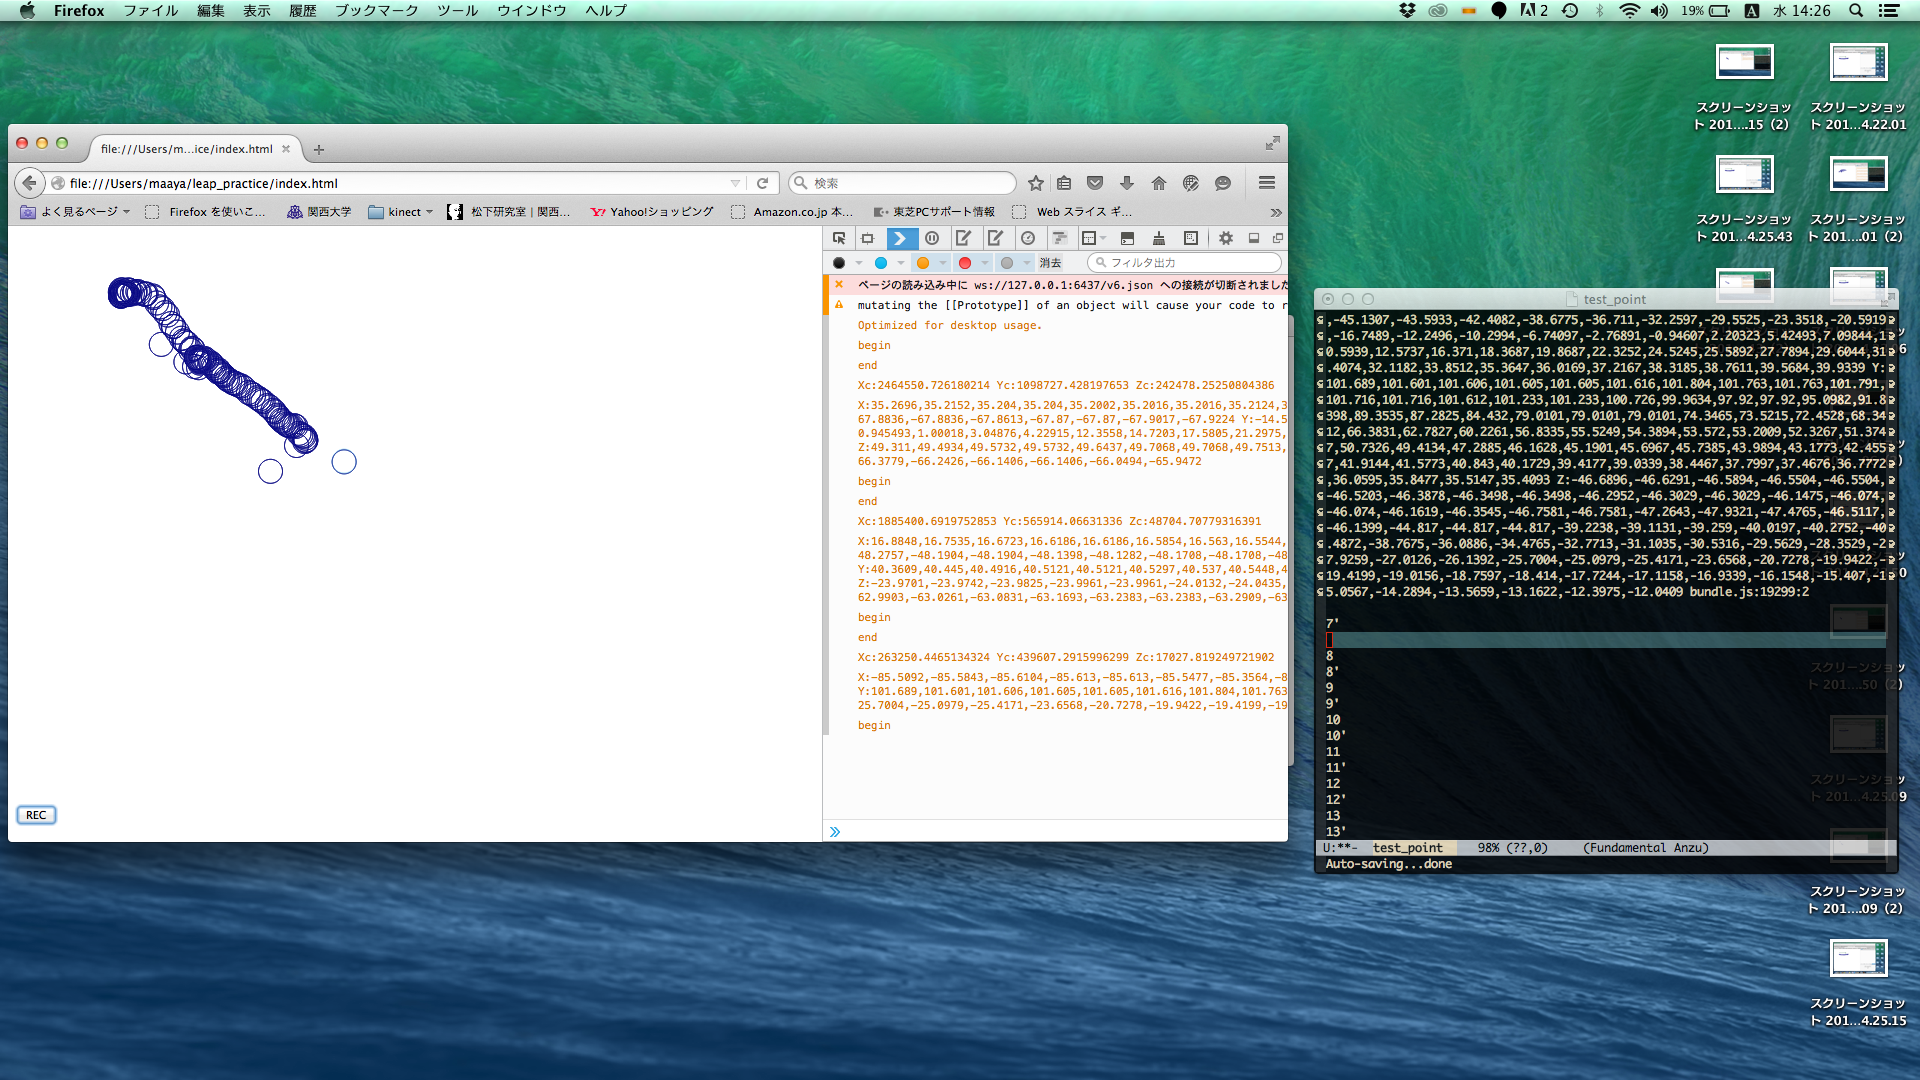 Firefox ファイル 編集 表示 履歴 ブックマーク ツール ウインドウ ヘルプ
2 19% A 水 14:26
スクリーンショット 201....15（2）
スクリーンショット 201...4.22.01
スクリーンショット 201...4.25.43
スクリーンショット 201....01（2）
file:///Users/m...ice/index.html
file:///Users/maaya/leap_practice/index.html
検索
よく見るページ Firefox を使いこ... 関西大学 kinect 松下研究室 | 関西... Yahoo!ショッピング Amazon.co.jp 本... 東芝PCサポート情報 Web スライス ギ...
消去 フィルタ出力
ページの読み込み中に ws://127.0.0.1:6437/v6.json への接続が切断されました
mutating the [[Prototype]] of an object will cause your code to r
Optimized for desktop usage.
begin
end
Xc:2464550.726180214 Yc:1098727.428197653 Zc:242478.25250804386
X:35.2696,35.2152,35.204,35.204,35.2002,35.2016,35.2016,35.2124,3
67.8836,-67.8836,-67.8613,-67.87,-67.87,-67.9017,-67.9224 Y:-14.5
0.945493,1.00018,3.04876,4.22915,12.3558,14.7203,17.5805,21.2975,
Z:49.311,49.4934,49.5732,49.5732,49.6437,49.7068,49.7068,49.7513,
66.3779,-66.2426,-66.1406,-66.1406,-66.0494,-65.9472
begin
end
Xc:1885400.6919752853 Yc:565914.06631336 Zc:48704.70779316391
X:16.8848,16.7535,16.6723,16.6186,16.6186,16.5854,16.563,16.5544,
48.2757,-48.1904,-48.1904,-48.1398,-48.1282,-48.1708,-48.1708,-48
Y:40.3609,40.445,40.4916,40.5121,40.5121,40.5297,40.537,40.5448,4
Z:-23.9701,-23.9742,-23.9825,-23.9961,-23.9961,-24.0132,-24.0435,
62.9903,-63.0261,-63.0831,-63.1693,-63.2383,-63.2383,-63.2909,-63
begin
end
Xc:263250.4465134324 Yc:439607.2915996299 Zc:17027.819249721902
X:-85.5092,-85.5843,-85.6104,-85.613,-85.613,-85.5477,-85.3564,-8
Y:101.689,101.601,101.606,101.605,101.605,101.616,101.804,101.763
25.7004,-25.0979,-25.4171,-23.6568,-20.7278,-19.9422,-19.4199,-19
begin
REC
test_point
,-45.1307,-43.5933,-42.4082,-38.6775,-36.711,-32.2597,-29.5525,-23.3518,-20.5919
,-16.7489,-12.2496,-10.2994,-6.74097,-2.76891,-0.94607,2.20323,5.42493,7.09844,1
0.5939,12.5737,16.371,18.3687,19.8687,22.3252,24.5245,25.5892,27.7894,29.6044,31
.4074,32.1182,33.8512,35.3647,36.0169,37.2167,38.3185,38.7611,39.5684,39.9339 Y:
101.689,101.601,101.606,101.605,101.605,101.616,101.804,101.763,101.763,101.791,
101.716,101.716,101.612,101.233,101.233,100.726,99.9634,97.92,97.92,95.0982,91.8
398,89.3535,87.2825,84.432,79.0101,79.0101,79.0101,74.3465,73.5215,72.4528,68.34
12,66.3831,62.7827,60.2261,56.8335,55.5249,54.3894,53.572,53.2009,52.3267,51.374
7,50.7326,49.4134,47.2885,46.1628,45.1901,45.6967,45.7385,43.9894,43.1773,42.455
7,41.9144,41.5773,40.843,40.1729,39.4177,39.0339,38.4467,37.7997,37.4676,36.7772
,36.0595,35.8477,35.5147,35.4093 Z:-46.6896,-46.6291,-46.5894,-46.5504,-46.5504,
-46.5203,-46.3878,-46.3498,-46.3498,-46.2952,-46.3029,-46.3029,-46.1475,-46.074,
-46.074,-46.1619,-46.3545,-46.7581,-46.7581,-47.2643,-47.9321,-47.4765,-46.5117,
-46.1399,-44.817,-44.817,-44.817,-39.2238,-39.1131,-39.259,-40.0197,-40.2752,-40
.4872,-38.7675,-36.0886,-34.4765,-32.7713,-31.1035,-30.5316,-29.5629,-28.3529,-2
7.9259,-27.0126,-26.1392,-25.7004,-25.0979,-25.4171,-23.6568,-20.7278,-19.9422,-
19.4199,-19.0156,-18.7597,-18.414,-17.7244,-17.1158,-16.9339,-16.1548,-15.407,-1
5.0567,-14.2894,-13.5659,-13.1622,-12.3975,-12.0409 bundle.js:19299:2
7'
8
8'
9
9'
10
10'
11
11'
12
12'
13
13'
U:**- test_point 98% (??,0) (Fundamental Anzu)
Auto-saving...done
スクリーンショット 201....09（2）
スクリーンショット 201...4.25.15